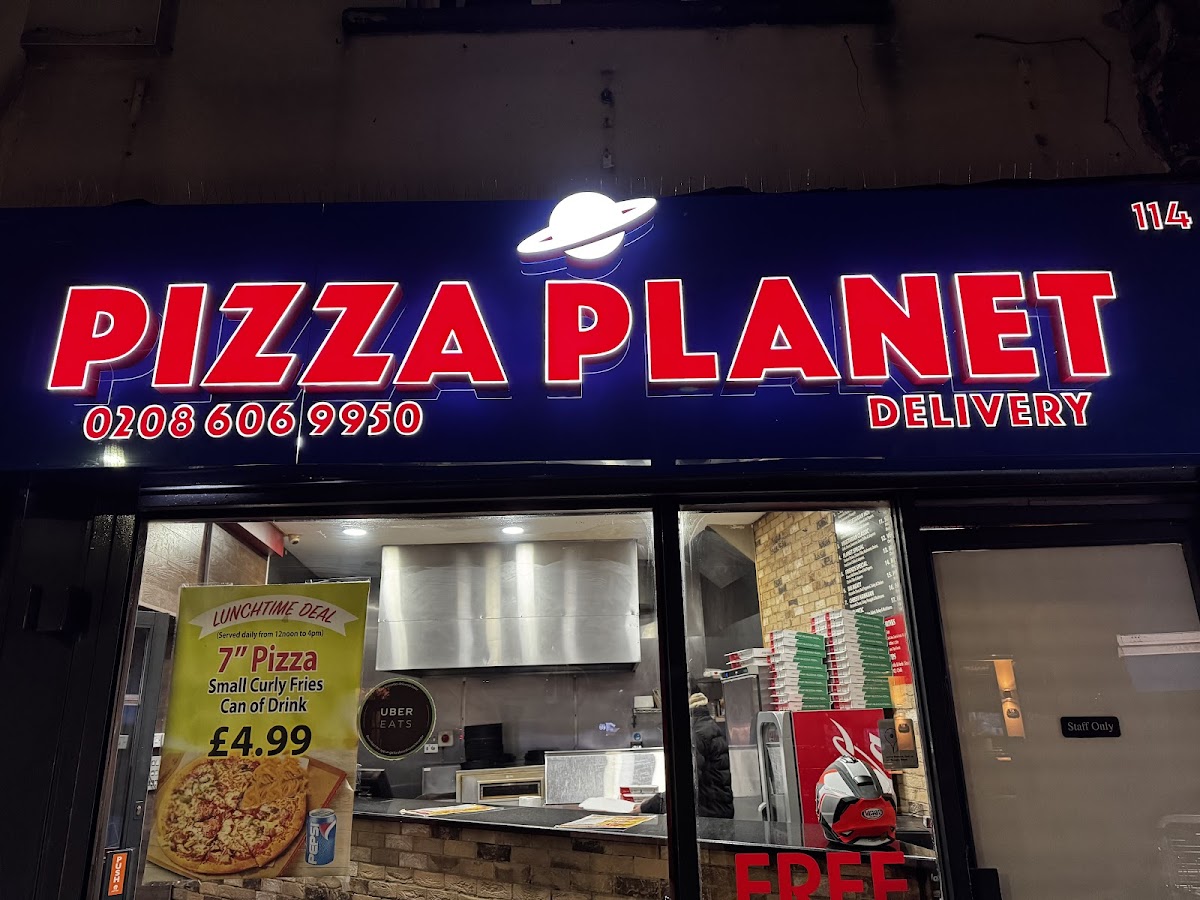 114
PIZZA PLANET
0208 606 9950
DELIVERY
LUNCHTIME DEAL
(Served daily from 12noon to 4pm)
7" Pizza
Small Curly Fries
Can of Drink
£4.99
PEPSI
UBER
EATS
PUSH
Staff Only
FREE